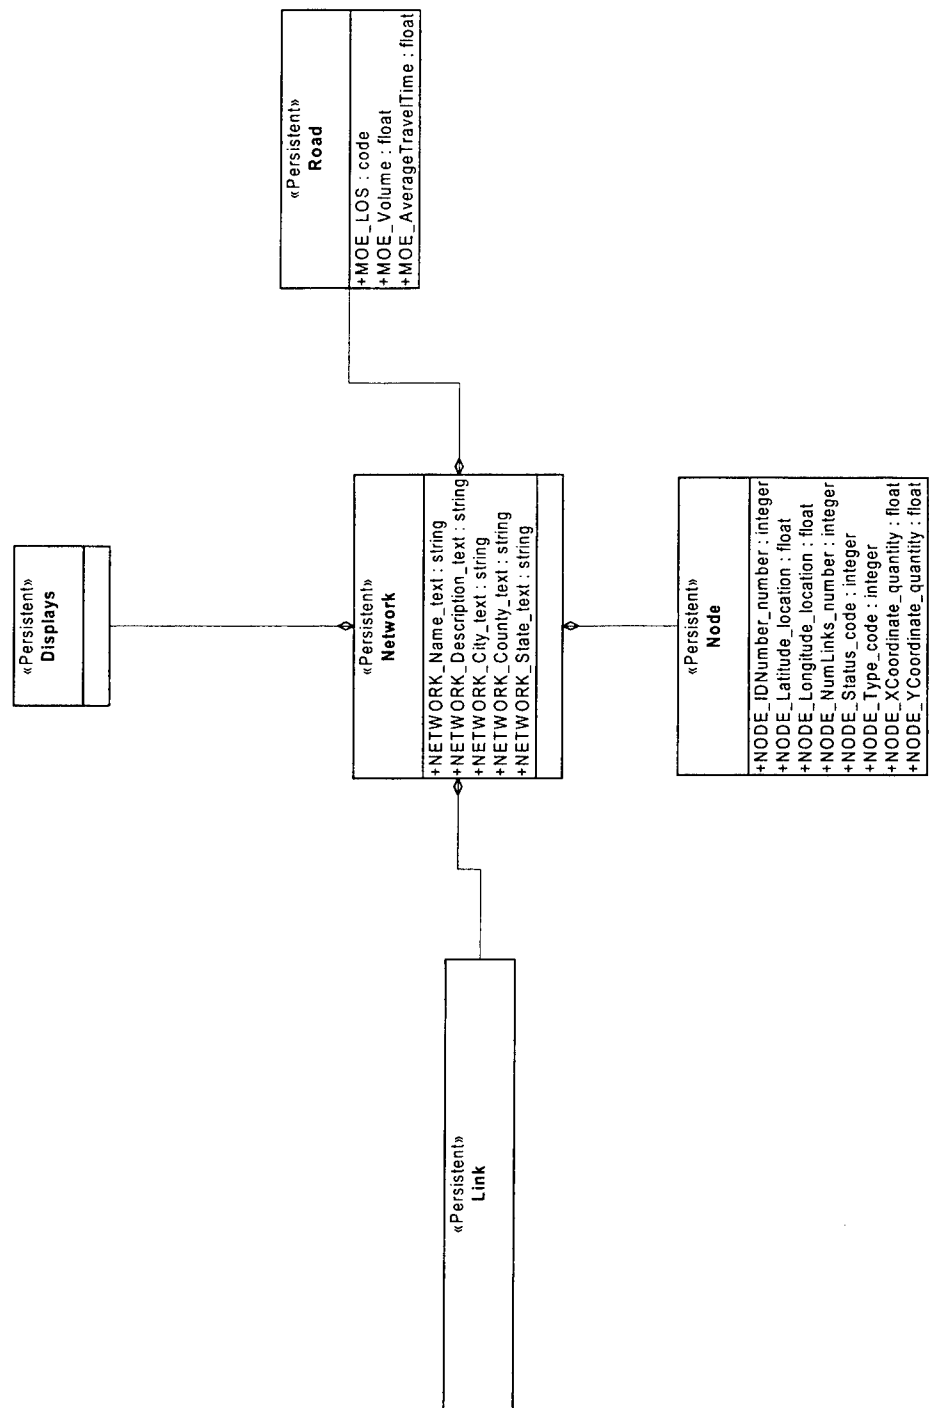 «Persistent»
Displays
«Persistent»
Link
«Persistent»
Network
+NETWORK_Name_text : string
+NETWORK_Description_text : string
+NETWORK_City_text : string
+NETWORK_County_text : string
+NETWORK_State_text : string
«Persistent»
Road
+MOE_LOS : code
+MOE_Volume : float
+MOE_AverageTravelTime : float
«Persistent»
Node
+NODE_IDNumber_number : integer
+NODE_Latitude_location : float
+NODE_Longitude_location : float
+NODE_NumLinks_number : integer
+NODE_Status_code : integer
+NODE_Type_code : integer
+NODE_XCoordinate_quantity : float
+NODE_YCoordinate_quantity : float